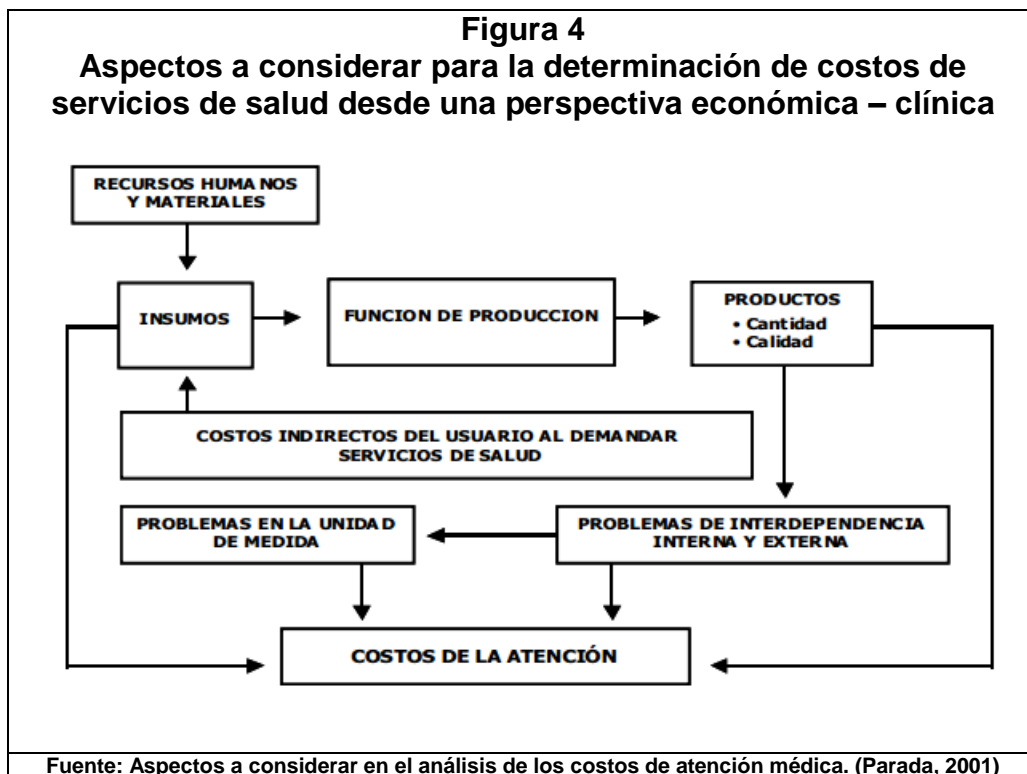 Figura 4
Aspectos a considerar para la determinación de costos de
servicios de salud desde una perspectiva económica – clínica
RECURSOS HUMANOS
Y MATERIALES
INSUMOS
FUNCION DE PRODUCCION
PRODUCTOS
• Cantidad
• Calidad
COSTOS INDIRECTOS DEL USUARIO AL DEMANDAR
SERVICIOS DE SALUD
PROBLEMAS EN LA UNIDAD
DE MEDIDA
PROBLEMAS DE INTERDEPENDENCIA
INTERNA Y EXTERNA
COSTOS DE LA ATENCIÓN
Fuente: Aspectos a considerar en el análisis de los costos de atención médica. (Parada, 2001)